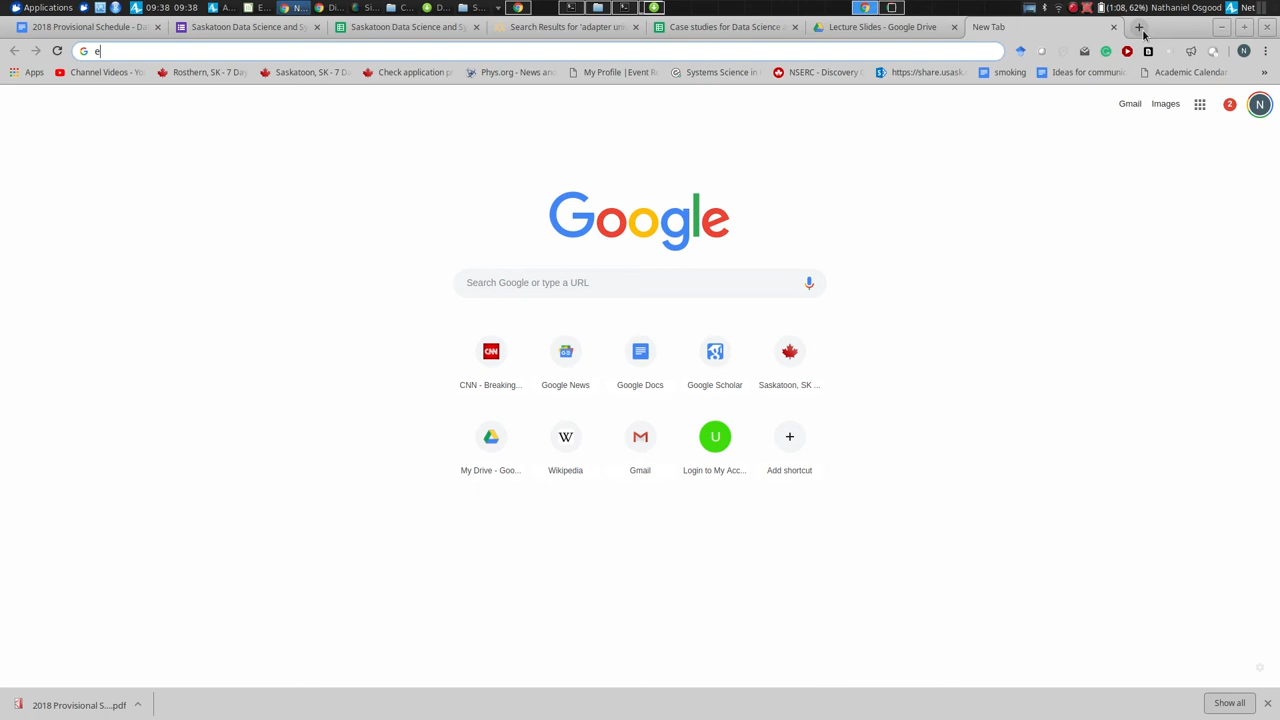 Applications 09:38 09:38 A... E... N... Di... Si... C... D... S... (1:08, 62%) Nathaniel Osgood Net
2018 Provisional Schedule - Da Saskatoon Data Science and Sy Saskatoon Data Science and Sy Search Results for 'adapter uni Case studies for Data Science a Lecture Slides - Google Drive New Tab
e
Apps Channel Videos - Yo Rosthern, SK - 7 Day Saskatoon, SK - 7 D Check application p Phys.org - News and My Profile | Event R Systems Science in NSERC - Discovery https://share.usask. smoking Ideas for communic Academic Calendar »
Gmail Images 2 N
Google
Search Google or type a URL
CNN
CNN - Breaking... Google News Google Docs Google Scholar Saskatoon, SK ...
W U
My Drive - Goo... Wikipedia Gmail Login to My Acc... Add shortcut
2018 Provisional S....pdf Show all